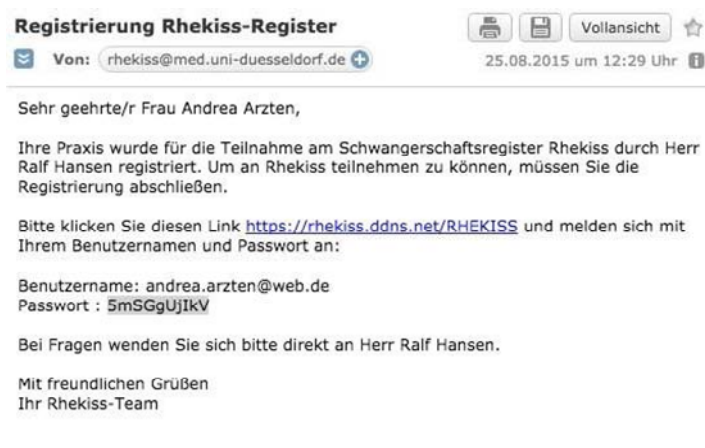 Registrierung Rhekiss-Register
Vollansicht
Von: rhekiss@med.uni-duesseldorf.de
25.08.2015 um 12:29 Uhr
Sehr geehrte/r Frau Andrea Arzten,
Ihre Praxis wurde für die Teilnahme am Schwangerschaftsregister Rhekiss durch Herr
Ralf Hansen registriert. Um an Rhekiss teilnehmen zu können, müssen Sie die
Registrierung abschließen.
Bitte klicken Sie diesen Link https://rhekiss.ddns.net/RHEKISS und melden sich mit
Ihrem Benutzernamen und Passwort an:
Benutzername: andrea.arzten@web.de
Passwort : 5mSGgUjIkV
Bei Fragen wenden Sie sich bitte direkt an Herr Ralf Hansen.
Mit freundlichen Grüßen
Ihr Rhekiss-Team